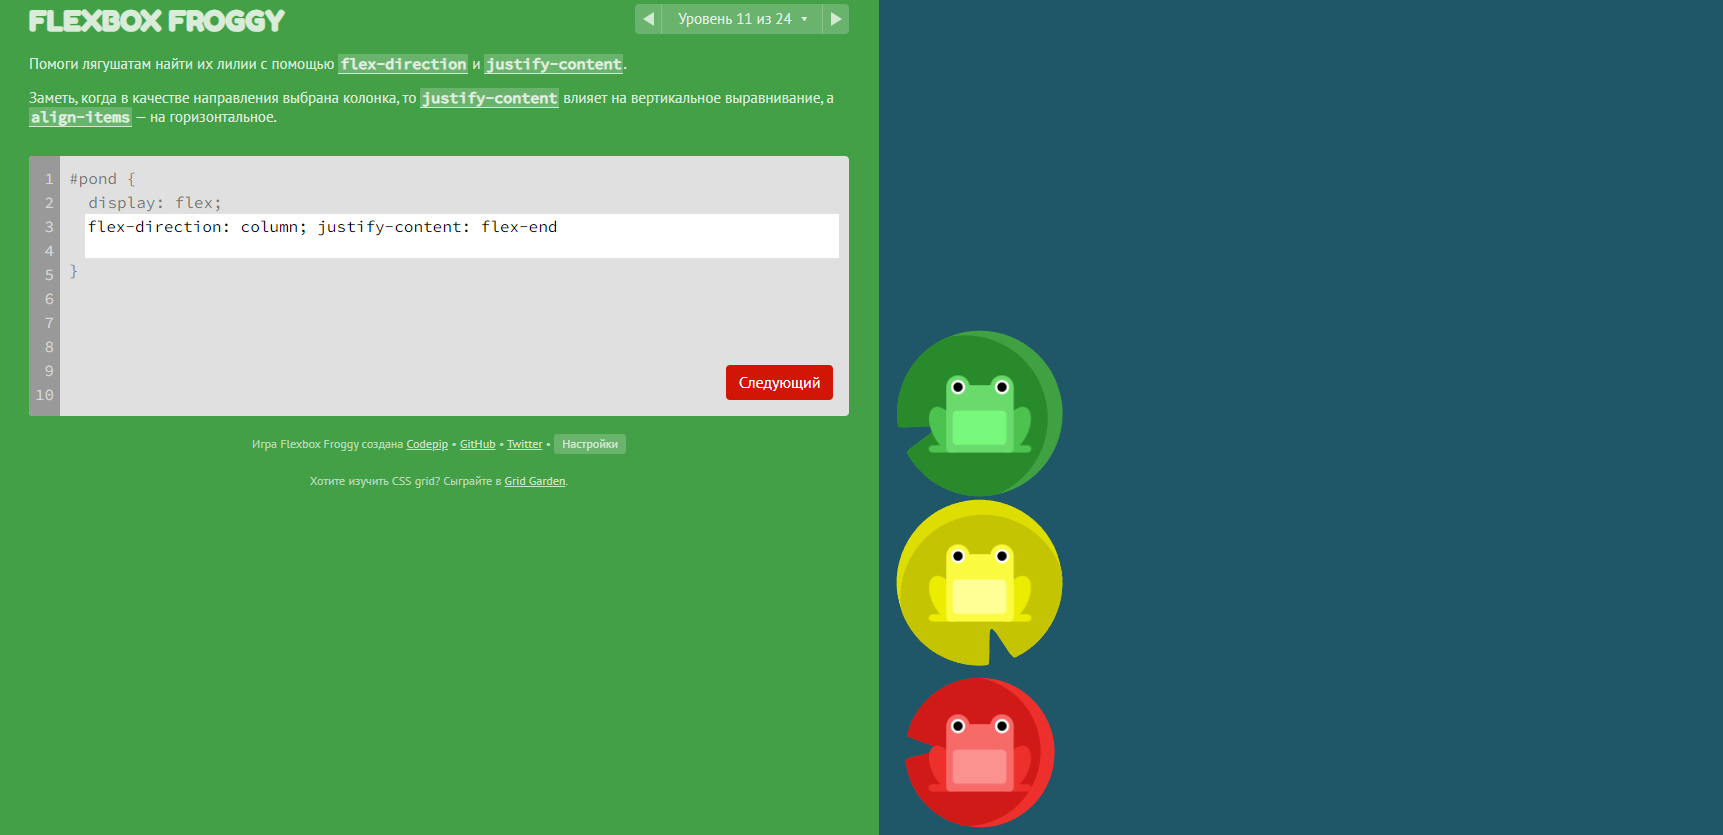 FLEXBOX FROGGY
Уровень 11 из 24
Помоги лягушатам найти их лилии с помощью flex-direction и justify-content.
Заметь, когда в качестве направления выбрана колонка, то justify-content влияет на вертикальное выравнивание, а
align-items — на горизонтальное.
1 #pond {
2 display: flex;
3 flex-direction: column; justify-content: flex-end
4
5 }
6
7
8
9
10
Следующий
Игра Flexbox Froggy создана Codepip • GitHub • Twitter • Настройки
Хотите изучить CSS grid? Сыграйте в Grid Garden.